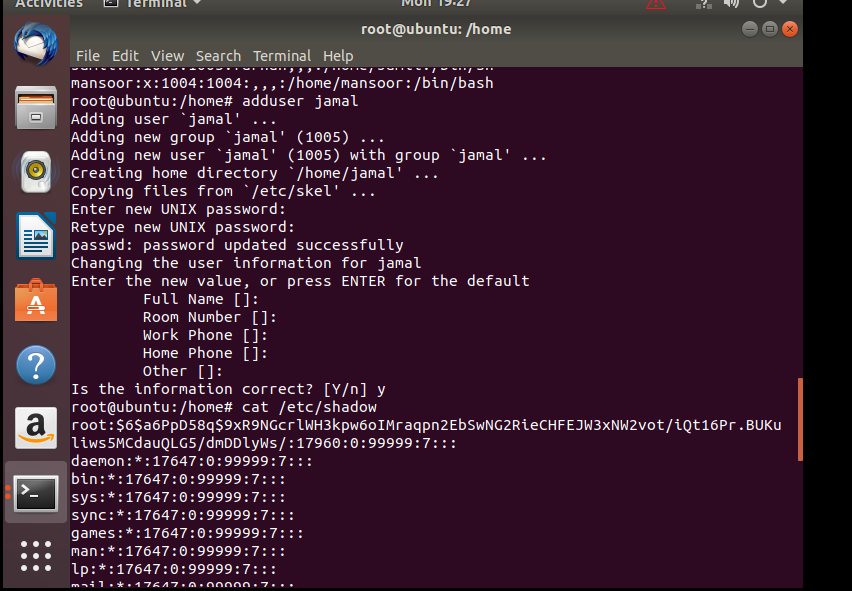 Activities Terminal Mon 19:27
root@ubuntu: /home
File Edit View Search Terminal Help
mansoor:x:1004:1004:,,,:/home/mansoor:/bin/bash
root@ubuntu:/home# adduser jamal
Adding user `jamal' ...
Adding new group `jamal' (1005) ...
Adding new user `jamal' (1005) with group `jamal' ...
Creating home directory `/home/jamal' ...
Copying files from `/etc/skel' ...
Enter new UNIX password:
Retype new UNIX password:
passwd: password updated successfully
Changing the user information for jamal
Enter the new value, or press ENTER for the default
Full Name []:
Room Number []:
Work Phone []:
Home Phone []:
Other []:
Is the information correct? [Y/n] y
root@ubuntu:/home# cat /etc/shadow
root:$6$a6PpD58q$9xR9NGcrlWH3kpw6oIMraqpn2EbSwNG2RieCHFEJW3xNW2vot/iQt16Pr.BUKu
liws5MCdauQLG5/dmDDlyWs/:17960:0:99999:7:::
daemon:*:17647:0:99999:7:::
bin:*:17647:0:99999:7:::
sys:*:17647:0:99999:7:::
sync:*:17647:0:99999:7:::
games:*:17647:0:99999:7:::
man:*:17647:0:99999:7:::
lp:*:17647:0:99999:7:::
mail:*:17647:0:99999:7:::